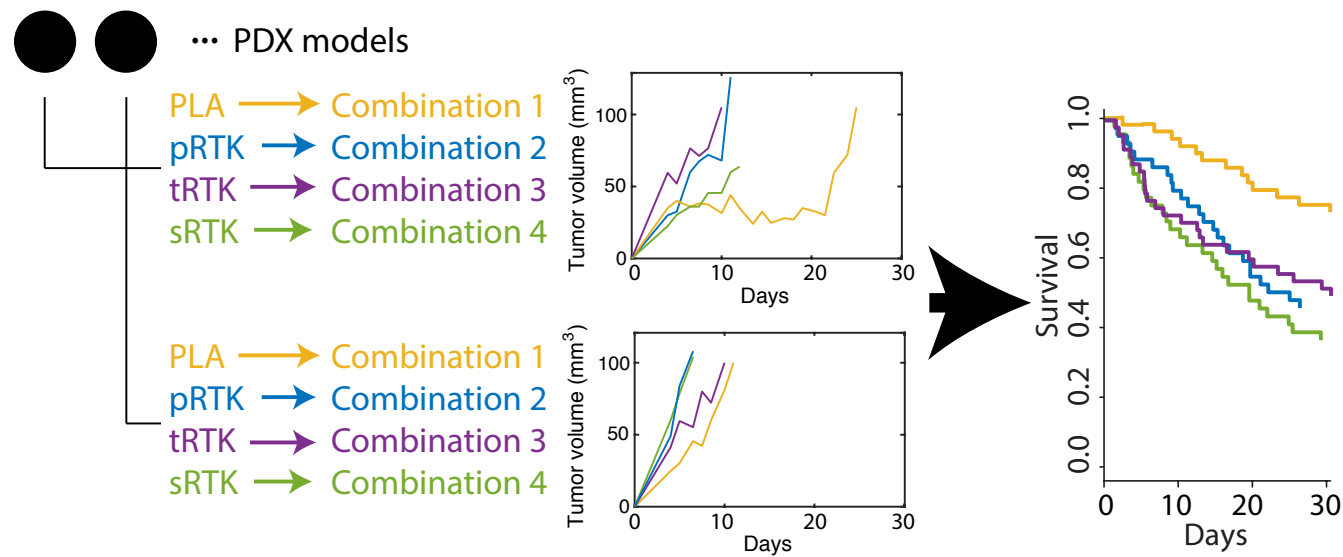 ... PDX models
PLA → Combination 1
pRTK → Combination 2
tRTK → Combination 3
sRTK → Combination 4
Tumor volume (mm³)
100
50
0
0 10 20 30
Days
PLA → Combination 1
pRTK → Combination 2
tRTK → Combination 3
sRTK → Combination 4
Tumor volume (mm³)
100
50
0
0 10 20 30
Days
Survival
1.0
0.8
0.6
0.4
0.2
0.0
0 10 20 30
Days